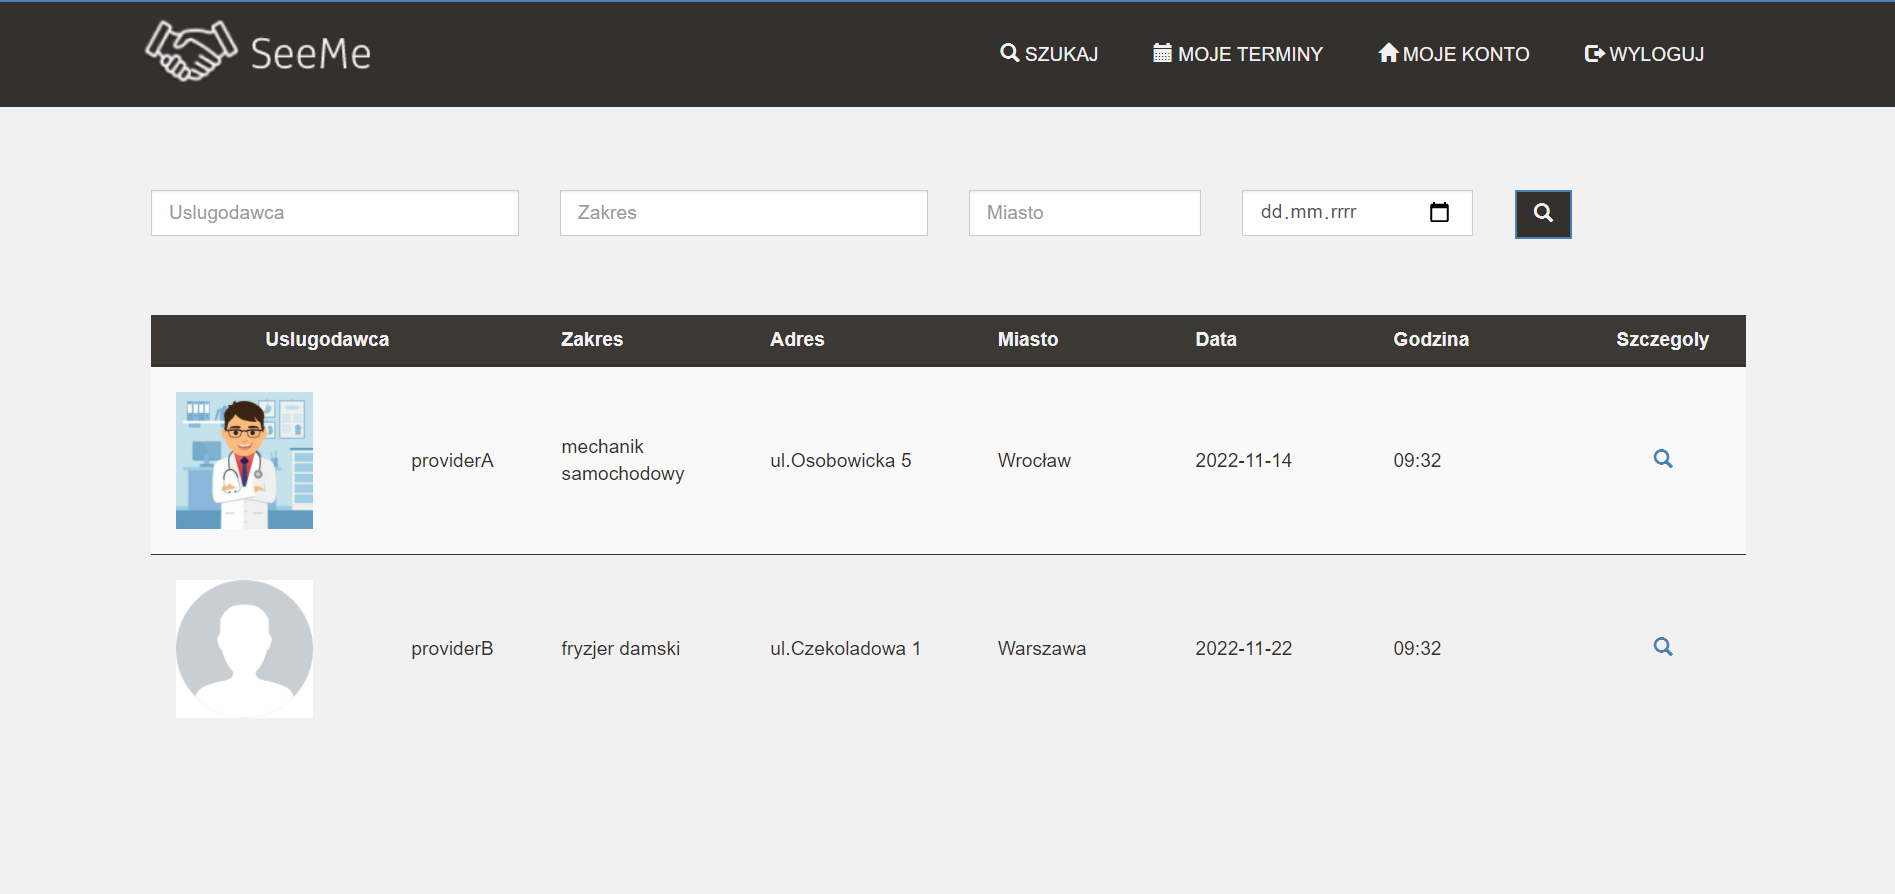 SeeMe
SZUKAJ MOJE TERMINY MOJE KONTO WYLOGUJ
Uslugodawca Zakres Miasto dd.mm.rrrr
Uslugodawca Zakres Adres Miasto Data Godzina Szczegoly
providerA mechanik samochodowy ul.Osobowicka 5 Wrocław 2022-11-14 09:32
providerB fryzjer damski ul.Czekoladowa 1 Warszawa 2022-11-22 09:32